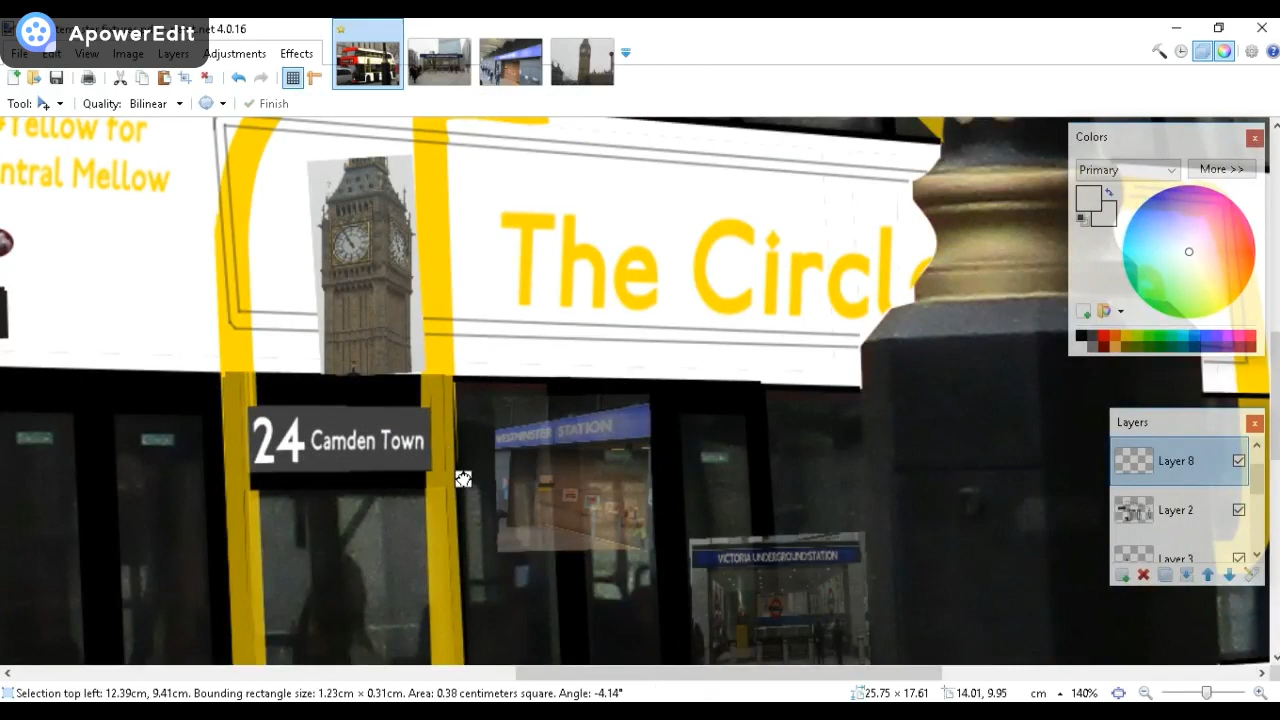 ApowerEdit
.net 4.0.16
File Edit View Image Layers Adjustments Effects
Tool: Quality: Bilinear Finish
Yellow for
ntral Mellow
The Circl
24 Camden Town
WESTMINSTER STATION
VICTORIA UNDERGROUND STATION
Colors
Primary
More >>
Layers
Layer 8
Layer 2
Layer 3
Selection top left: 12.39cm, 9.41cm. Bounding rectangle size: 1.23cm × 0.31cm. Area: 0.38 centimeters square. Angle: -4.14°
25.75 × 17.61
14.01, 9.95
cm
140%